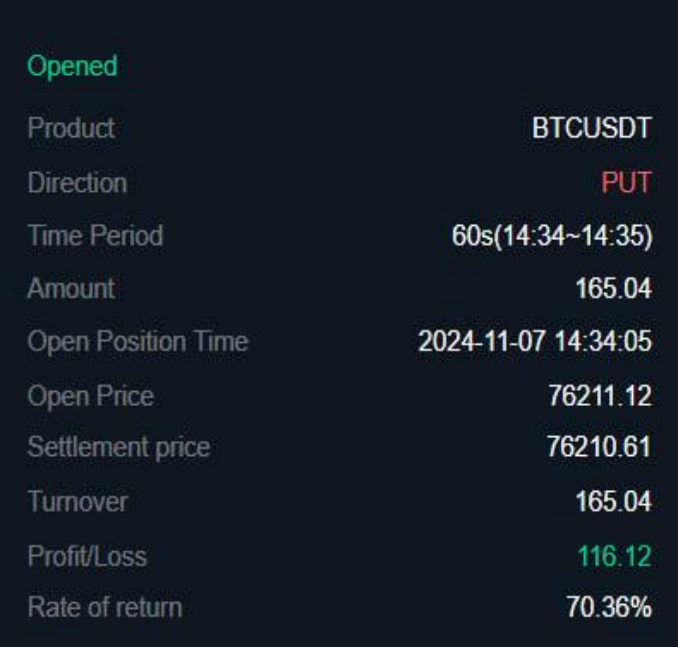 Opened
Product BTCUSDT
Direction PUT
Time Period 60s(14:34~14:35)
Amount 165.04
Open Position Time 2024-11-07 14:34:05
Open Price 76211.12
Settlement price 76210.61
Turnover 165.04
Profit/Loss 116.12
Rate of return 70.36%